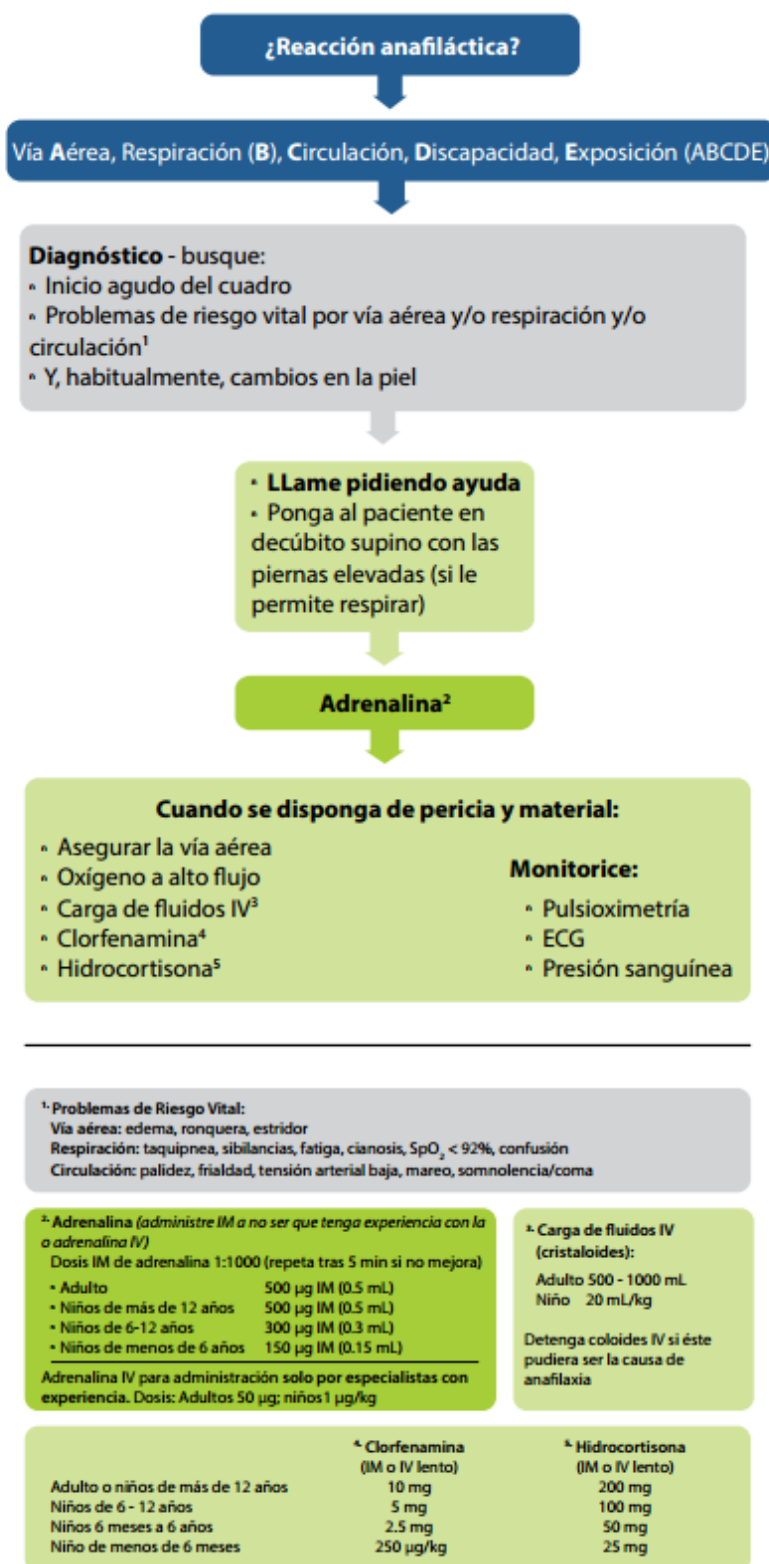 ¿Reacción anafiláctica?
Vía Aérea, Respiración (B), Circulación, Discapacidad, Exposición (ABCDE)
Diagnóstico - busque:
• Inicio agudo del cuadro
• Problemas de riesgo vital por vía aérea y/o respiración y/o
circulación¹
• Y, habitualmente, cambios en la piel
• LLame pidiendo ayuda
• Ponga al paciente en
decúbito supino con las
piernas elevadas (si le
permite respirar)
Adrenalina²
Cuando se disponga de pericia y material:
• Asegurar la vía aérea
• Oxígeno a alto flujo
• Carga de fluidos IV³
• Clorfenamina⁴
• Hidrocortisona⁵
Monitorice:
• Pulsioximetría
• ECG
• Presión sanguínea
¹· Problemas de Riesgo Vital:
Vía aérea: edema, ronquera, estridor
Respiración: taquipnea, sibilancias, fatiga, cianosis, SpO₂ < 92%, confusión
Circulación: palidez, frialdad, tensión arterial baja, mareo, somnolencia/coma
²· Adrenalina (administre IM a no ser que tenga experiencia con la
a adrenalina IV)
Dosis IM de adrenalina 1:1000 (repeta tras 5 min si no mejora)
• Adulto 500 µg IM (0.5 mL)
• Niños de más de 12 años 500 µg IM (0.5 mL)
• Niños de 6-12 años 300 µg IM (0.3 mL)
• Niños de menos de 6 años 150 µg IM (0.15 mL)
Adrenalina IV para administración solo por especialistas con
experiencia. Dosis: Adultos 50 µg; niños1 µg/kg
³· Carga de fluidos IV
(cristaloides):
Adulto 500 - 1000 mL
Niño 20 mL/kg
Detenga coloides IV si éste
pudiera ser la causa de
anafilaxia
⁴· Clorfenamina ⁵· Hidrocortisona
(IM o IV lento) (IM o IV lento)
Adulto o niños de más de 12 años 10 mg 200 mg
Niños de 6 - 12 años 5 mg 100 mg
Niños 6 meses a 6 años 2.5 mg 50 mg
Niño de menos de 6 meses 250 µg/kg 25 mg